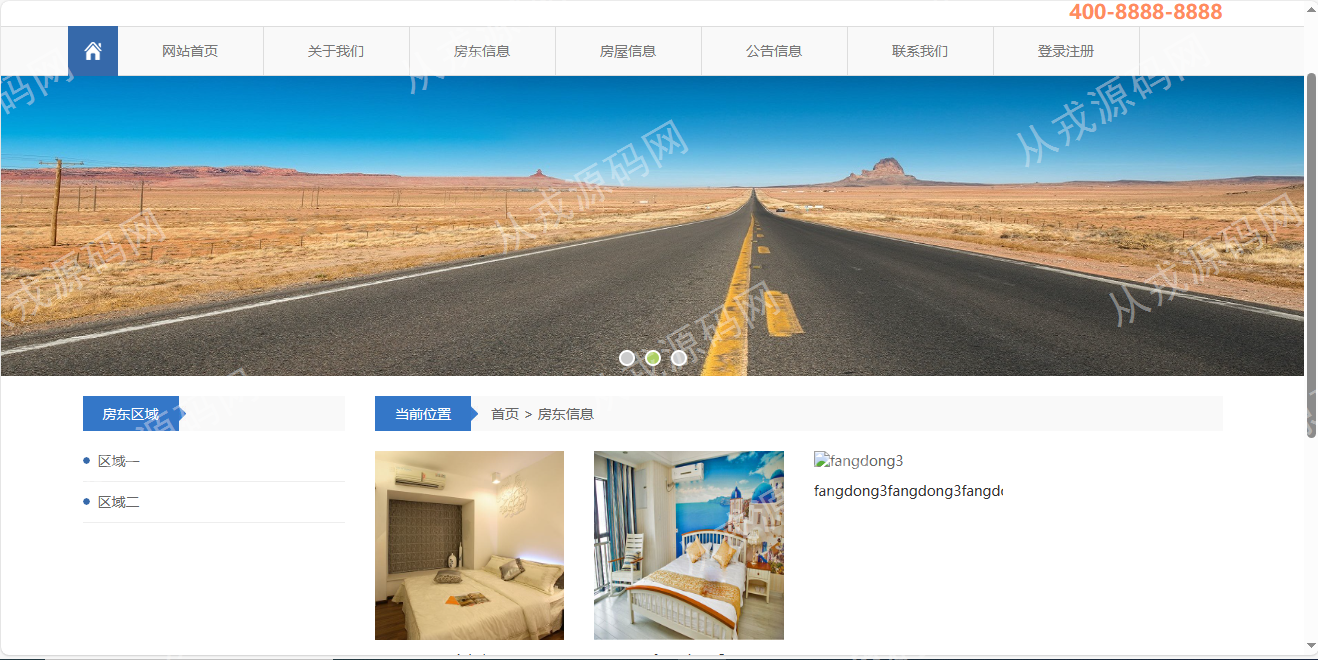 400-8888-8888
网站首页
关于我们
房东信息
房屋信息
公告信息
联系我们
登录注册
从戎源码网
房东区域
当前位置
首页 > 房东信息
区域一
区域二
fangdong3
fangdong3fangdong3fangd